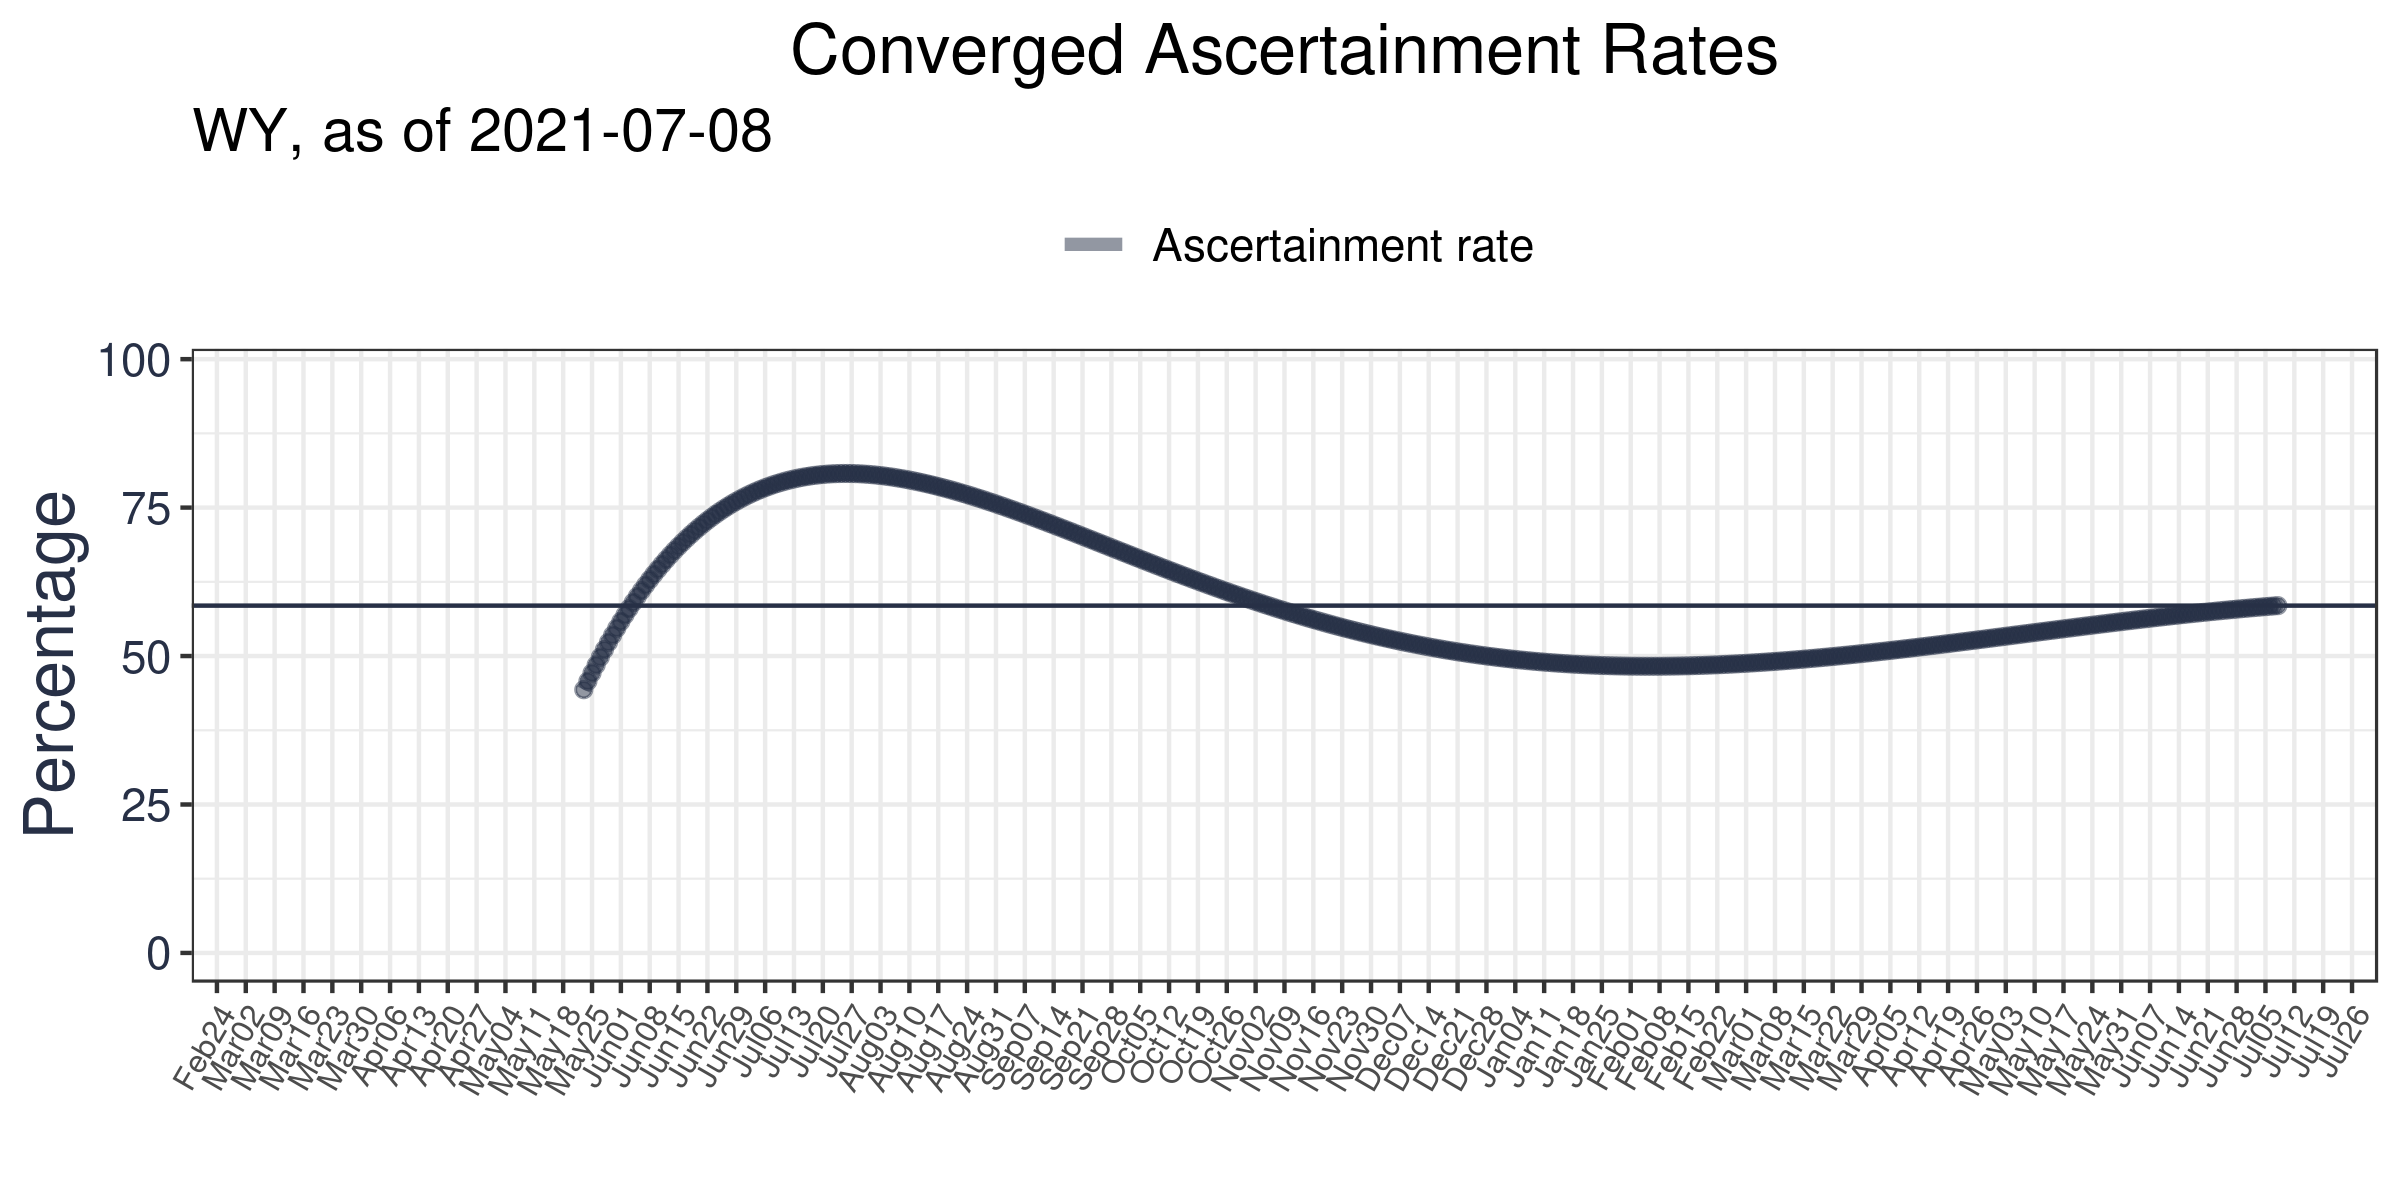 Converged Ascertainment Rates
WY, as of 2021-07-08
Ascertainment rate
Percentage
100
75
50
25
0
Feb24
Mar02
Mar09
Mar16
Mar23
Mar30
Apr06
Apr13
Apr20
Apr27
May04
May11
May18
May25
Jun01
Jun08
Jun15
Jun22
Jun29
Jul06
Jul13
Jul20
Jul27
Aug03
Aug10
Aug17
Aug24
Aug31
Sep07
Sep14
Sep21
Sep28
Oct05
Oct12
Oct19
Oct26
Nov02
Nov09
Nov16
Nov23
Nov30
Dec07
Dec14
Dec21
Dec28
Jan04
Jan11
Jan18
Jan25
Feb01
Feb08
Feb15
Feb22
Mar01
Mar08
Mar15
Mar22
Mar29
Apr05
Apr12
Apr19
Apr26
May03
May10
May17
May24
May31
Jun07
Jun14
Jun21
Jun28
Jul05
Jul12
Jul19
Jul26